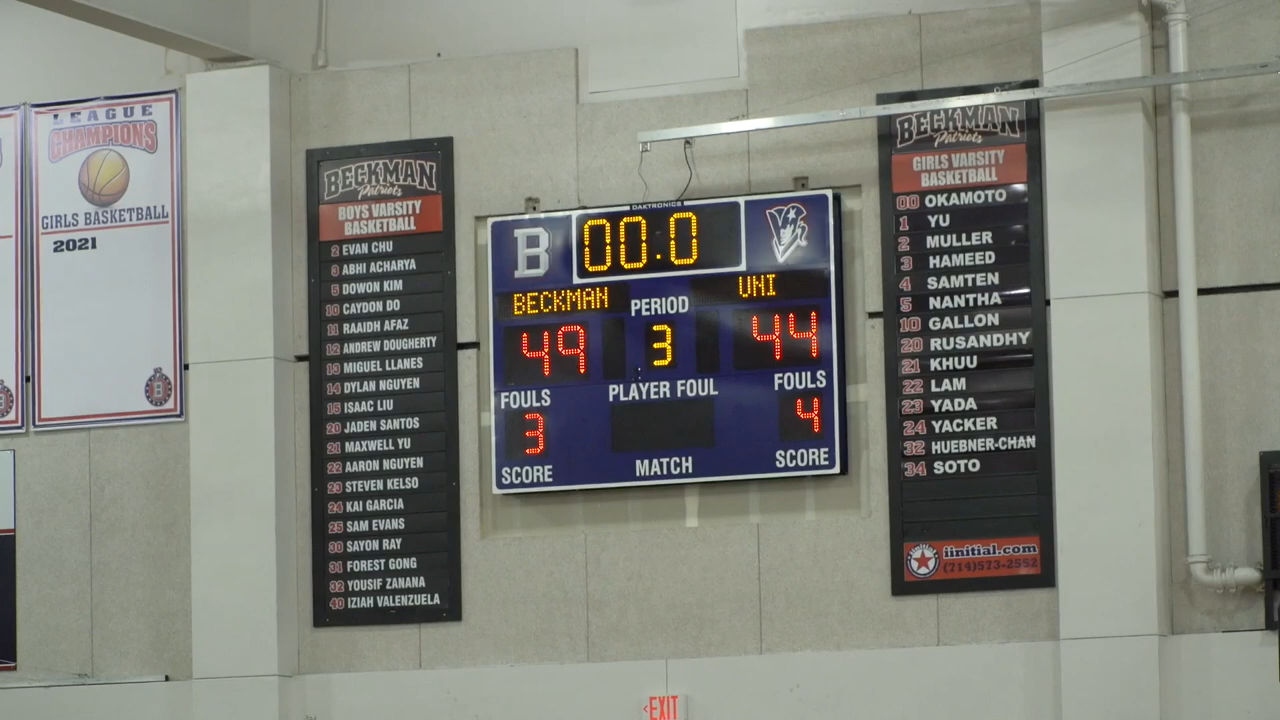 LEAGUE
CHAMPIONS
GIRLS BASKETBALL
2021
BECKMAN
Patriots
BOYS VARSITY
BASKETBALL
2 EVAN CHU
3 ABHI ACHARYA
5 DOWON KIM
10 CAYDON DO
11 RAAIDH AFAZ
12 ANDREW DOUGHERTY
13 MIGUEL LLANES
14 DYLAN NGUYEN
15 ISAAC LIU
20 JADEN SANTOS
21 MAXWELL YU
22 AARON NGUYEN
23 STEVEN KELSO
24 KAI GARCIA
25 SAM EVANS
30 SAYON RAY
31 FOREST GONG
32 YOUSIF ZANANA
40 IZIAH VALENZUELA
DAKTRONICS
B 00.0 V
BECKMAN PERIOD UNI
49 3 44
FOULS PLAYER FOUL FOULS
3 4
SCORE MATCH SCORE
BECKMAN
Patriots
GIRLS VARSITY
BASKETBALL
00 OKAMOTO
1 YU
2 MULLER
3 HAMEED
4 SAMTEN
5 NANTHA
10 GALLON
20 RUSANDHY
21 KHUU
22 LAM
23 YADA
24 YACKER
32 HUEBNER-CHAN
34 SOTO
iinitial.com
(714)573-2552
<EXIT